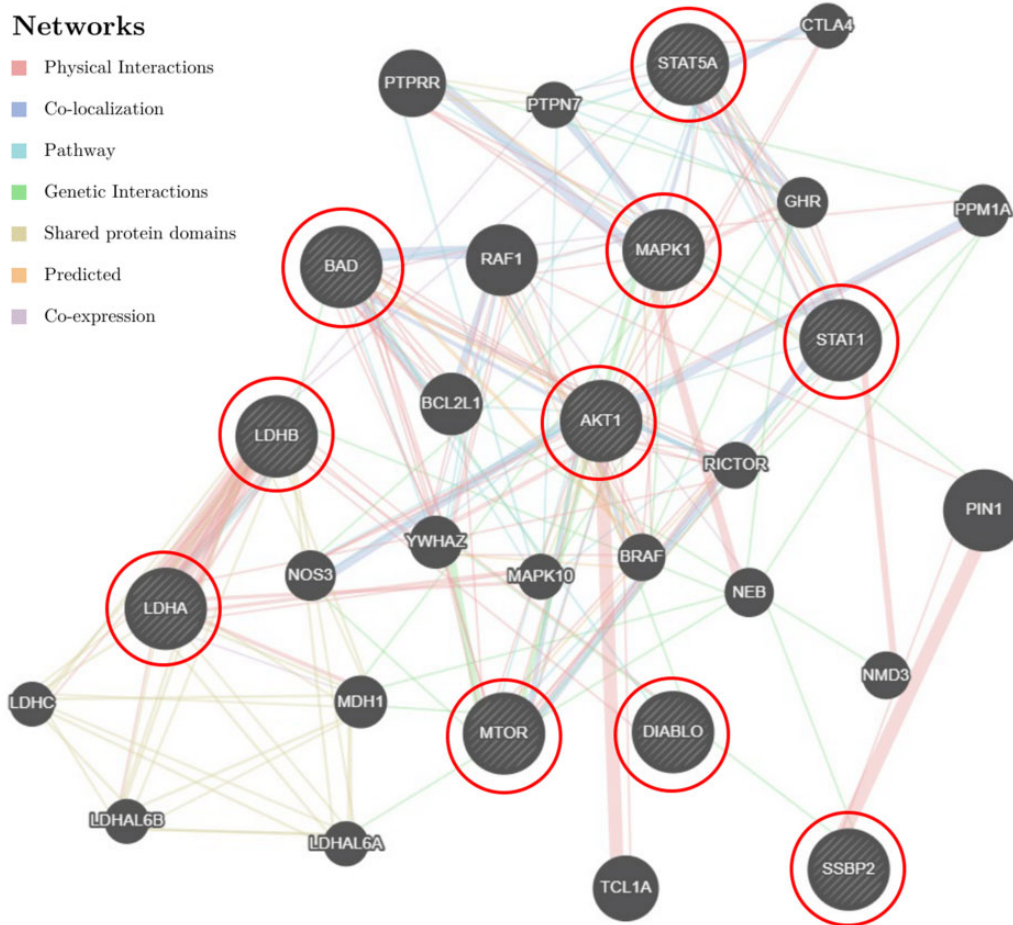 Networks
Physical Interactions
Co-localization
Pathway
Genetic Interactions
Shared protein domains
Predicted
Co-expression
CTLA4
STAT5A
PTPRR
PTPN7
GHR
PPM1A
MAPK1
RAF1
BAD
STAT1
BCL2L1
AKT1
LDHB
RICTOR
PIN1
YWHAZ
BRAF
NOS3
MAPK10
NEB
LDHA
NMD3
LDHC
MDH1
MTOR
DIABLO
LDHAL6B
LDHAL6A
SSBP2
TCL1A